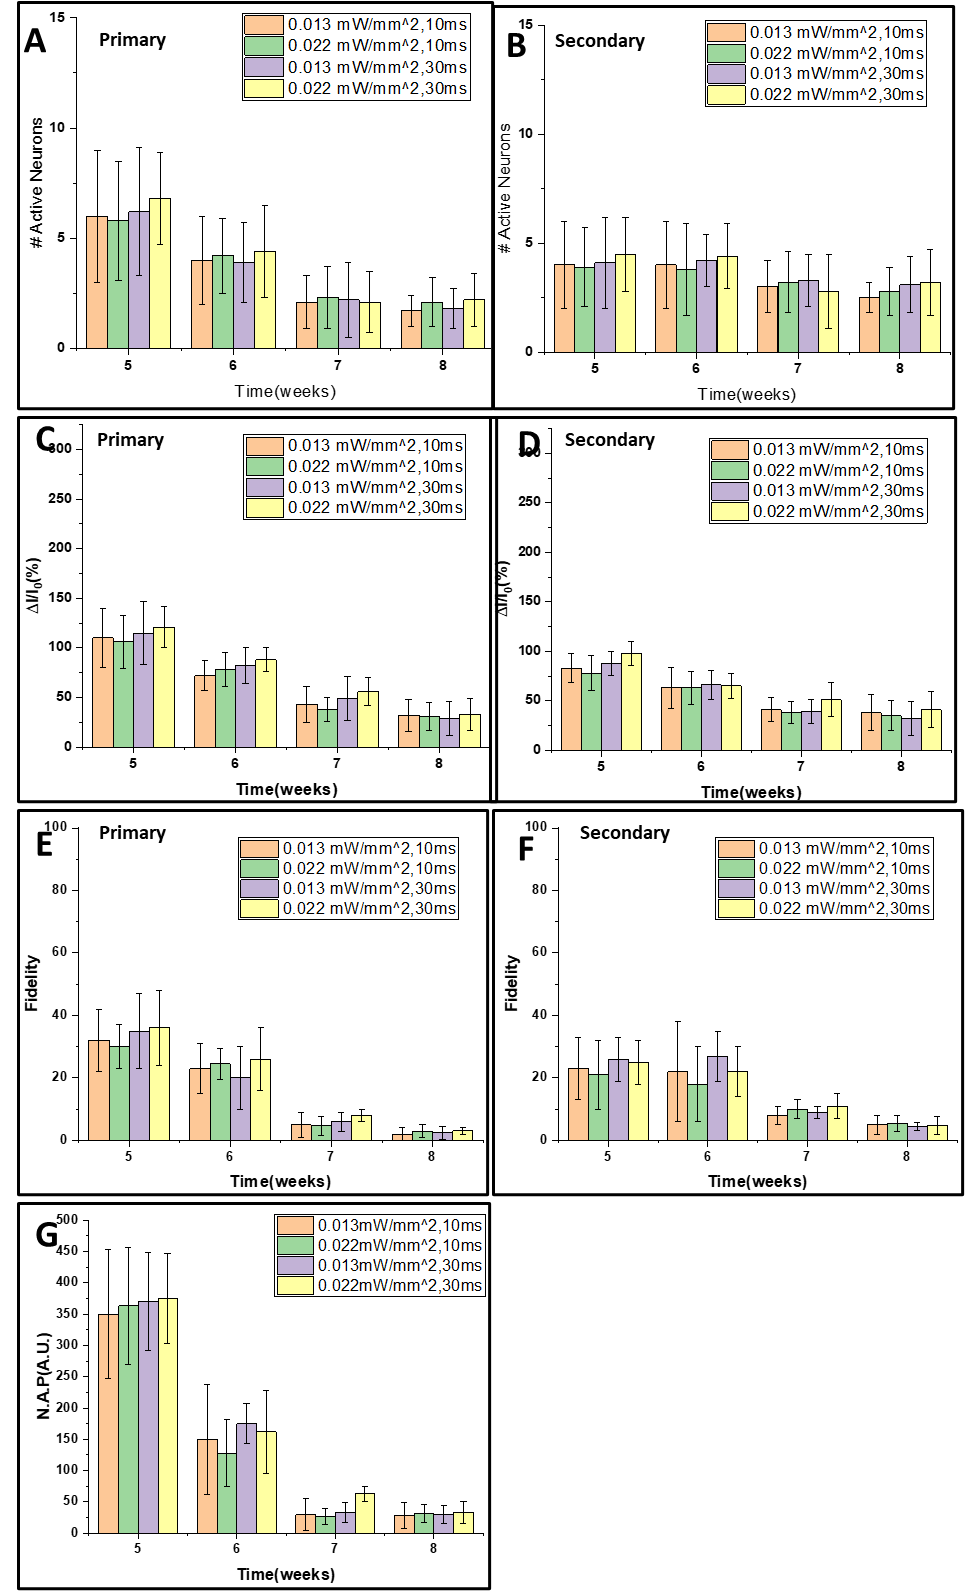 A
Primary
0.013 mW/mm^2,10ms
0.022 mW/mm^2,10ms
0.013 mW/mm^2,30ms
0.022 mW/mm^2,30ms
15
10
5
0
# Active Neurons
5 6 7 8
Time(weeks)
B
Secondary
0.013 mW/mm^2,10ms
0.022 mW/mm^2,10ms
0.013 mW/mm^2,30ms
0.022 mW/mm^2,30ms
15
10
5
0
# Active Neurons
5 6 7 8
Time(weeks)
C
Primary
0.013 mW/mm^2,10ms
0.022 mW/mm^2,10ms
0.013 mW/mm^2,30ms
0.022 mW/mm^2,30ms
300
250
200
150
100
50
0
ΔI/I0(%)
5 6 7 8
Time(weeks)
D
Secondary
0.013 mW/mm^2,10ms
0.022 mW/mm^2,10ms
0.013 mW/mm^2,30ms
0.022 mW/mm^2,30ms
300
250
200
150
100
50
0
ΔI/I0(%)
5 6 7 8
Time(weeks)
E
Primary
0.013 mW/mm^2,10ms
0.022 mW/mm^2,10ms
0.013 mW/mm^2,30ms
0.022 mW/mm^2,30ms
100
80
60
40
20
0
Fidelity
5 6 7 8
Time(weeks)
F
Secondary
0.013 mW/mm^2,10ms
0.022 mW/mm^2,10ms
0.013 mW/mm^2,30ms
0.022 mW/mm^2,30ms
100
80
60
40
20
0
Fidelity
5 6 7 8
Time(weeks)
G
0.013mW/mm^2,10ms
0.022mW/mm^2,10ms
0.013mW/mm^2,30ms
0.022mW/mm^2,30ms
500
450
400
350
300
250
200
150
100
50
0
N.A.P(A.U.)
5 6 7 8
Time(weeks)